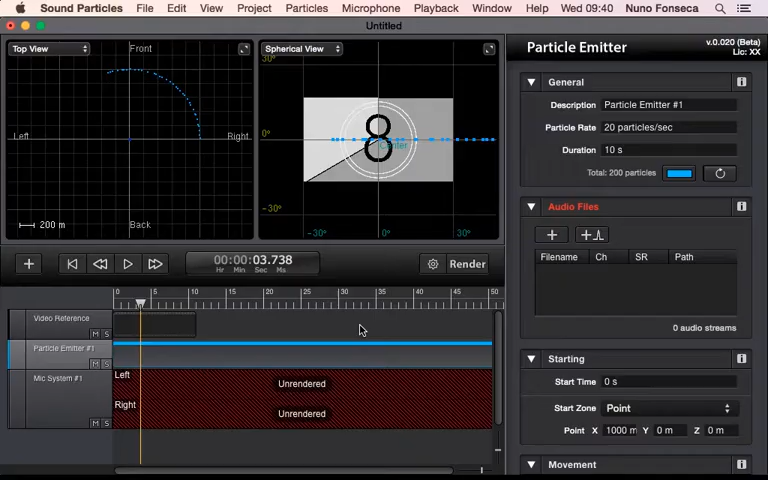 Sound Particles File Edit View Project Particles Microphone Playback Window Help Wed 09:40 Nuno Fonseca
Untitled
Top View
Front
Left
Right
Back
200 m
Spherical View
30°
0°
-30°
-30°
30°
8
Center
00:00:03.738
Hr Min Sec Ms
Render
0 5 10 15 20 25 30 35 40 45 50
Video Reference
M S
Particle Emitter #1
M S
Mic System #1
M S
Left
Unrendered
Right
Unrendered
Particle Emitter
v.0.020 (Beta)
Lic: XX
General
Description Particle Emitter #1
Particle Rate 20 particles/sec
Duration 10 s
Total: 200 particles
Audio Files
Filename Ch SR Path
0 audio streams
Starting
Start Time 0 s
Start Zone Point
Point X 1000 m Y 0 m Z 0 m
Movement